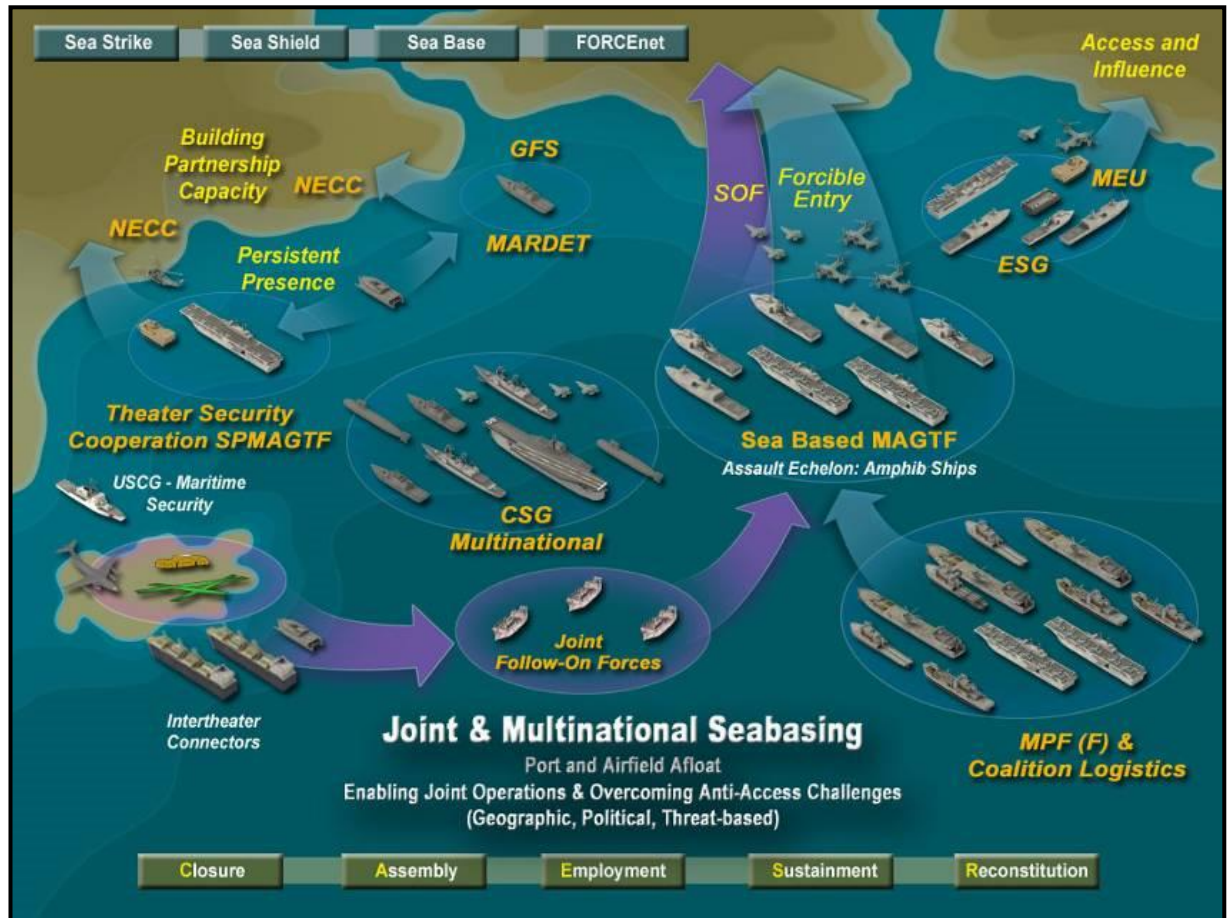 Sea Strike
Sea Shield
Sea Base
FORCEnet
Access and
Influence
Building
Partnership
Capacity
GFS
NECC
MARDET
NECC
Persistent
Presence
SOF
Forcible
Entry
MEU
ESG
Theater Security
Cooperation SPMAGTF
Sea Based MAGTF
Assault Echelon: Amphib Ships
USCG - Maritime
Security
CSG
Multinational
Joint
Follow-On Forces
Intertheater
Connectors
MPF (F) &
Coalition Logistics
Joint & Multinational Seabasing
Port and Airfield Afloat
Enabling Joint Operations & Overcoming Anti-Access Challenges
(Geographic, Political, Threat-based)
Closure
Assembly
Employment
Sustainment
Reconstitution